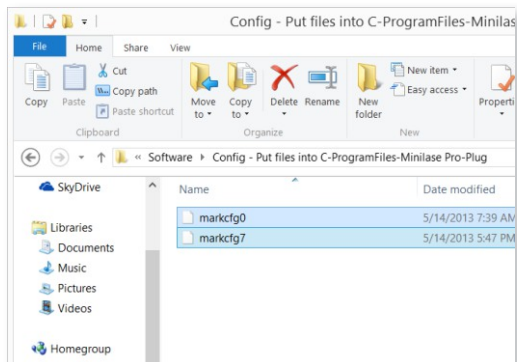 Config - Put files into C-ProgramFiles-Minilas
File Home Share View
Copy Paste Cut Copy path Paste shortcut
Move to Copy to Delete Rename
New folder New item Easy access
Properti
Clipboard Organize New
« Software Config - Put files into C-ProgramFiles-Minilase Pro-Plug
SkyDrive
Name Date modified
markcfg0 5/14/2013 7:39 AM
Libraries
markcfg7 5/14/2013 5:47 PM
Documents
Music
Pictures
Videos
Homegroup